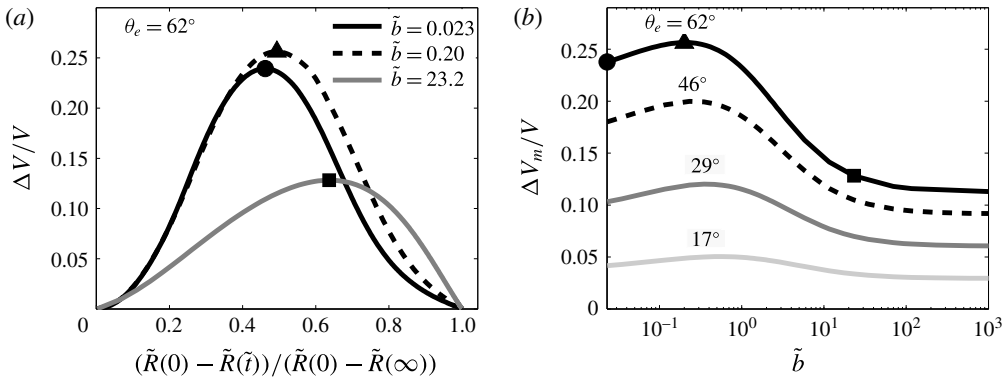 (a)
θe = 62°
b̃ = 0.023
b̃ = 0.20
b̃ = 23.2
0.25
0.20
0.15
0.10
0.05
ΔV/V
0 0.2 0.4 0.6 0.8 1.0
(R̃(0) − R̃(t̃))/(R̃(0) − R̃(∞))
(b)
θe = 62°
46°
29°
17°
0.25
0.20
0.15
0.10
0.05
0
ΔVm/V
10⁻¹ 10⁰ 10¹ 10² 10³
b̃